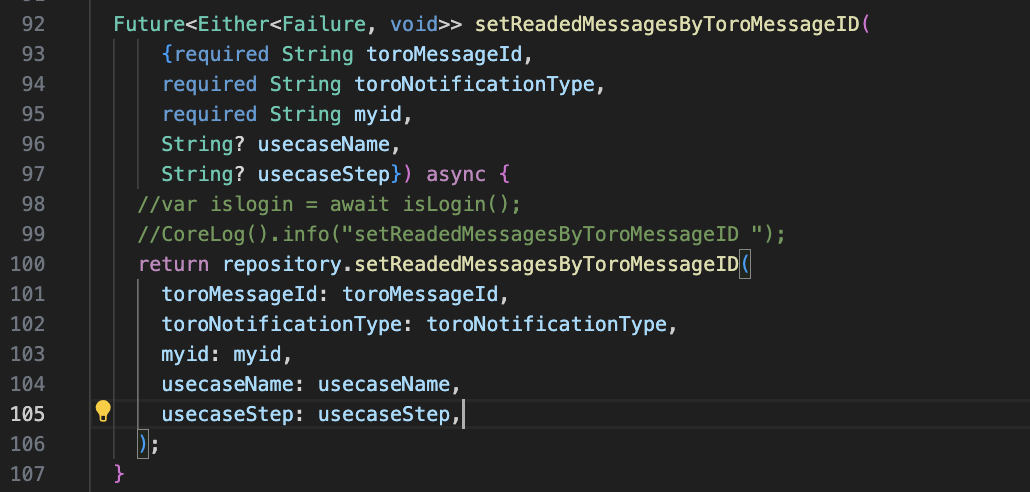 92 Future<Either<Failure, void>> setReadedMessagesByToroMessageID(
93 {required String toroMessageId,
94 required String toroNotificationType,
95 required String myid,
96 String? usecaseName,
97 String? usecaseStep}) async {
98 //var islogin = await isLogin();
99 //CoreLog().info("setReadedMessagesByToroMessageID ");
100 return repository.setReadedMessagesByToroMessageID(
101 toroMessageId: toroMessageId,
102 toroNotificationType: toroNotificationType,
103 myid: myid,
104 usecaseName: usecaseName,
105 usecaseStep: usecaseStep,
106 );
107 }